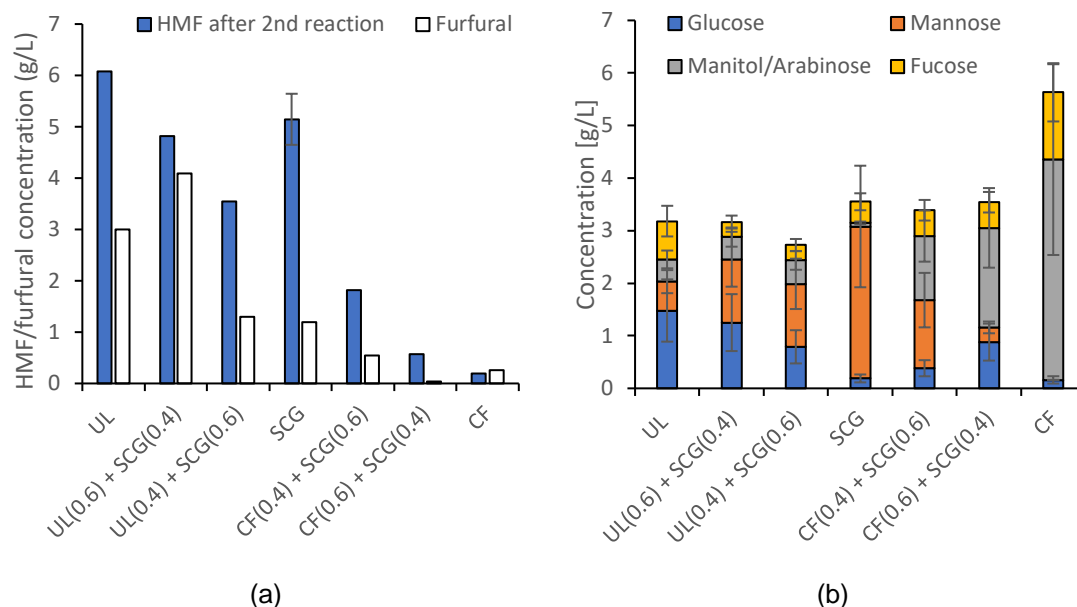 HMF after 2nd reaction
Furfural
HMF/furfural concentration (g/L)
7
6
5
4
3
2
1
0
UL
UL(0.6) + SCG(0.4)
UL(0.4) + SCG(0.6)
SCG
CF(0.4) + SCG(0.6)
CF(0.6) + SCG(0.4)
CF
(a)
Glucose
Mannose
Manitol/Arabinose
Fucose
Concentration [g/L]
7
6
5
4
3
2
1
0
UL
UL(0.6) + SCG(0.4)
UL(0.4) + SCG(0.6)
SCG
CF(0.4) + SCG(0.6)
CF(0.6) + SCG(0.4)
CF
(b)